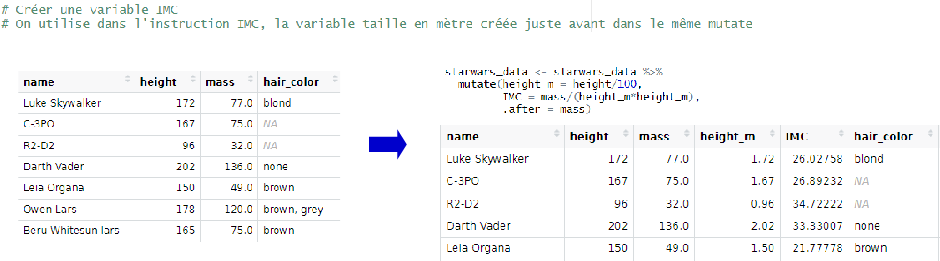 # Créer une variable IMC
# On utilise dans l'instruction IMC, la variable taille en mètre créée juste avant dans le même mutate
name height mass hair_color
Luke Skywalker 172 77.0 blond
C-3PO 167 75.0 NA
R2-D2 96 32.0 NA
Darth Vader 202 136.0 none
Leia Organa 150 49.0 brown
Owen Lars 178 120.0 brown, grey
Beru Whitesun lars 165 75.0 brown
starwars_data <- starwars_data %>%
mutate(height_m = height/100,
IMC = mass/(height_m*height_m),
.after = mass)
name height mass height_m IMC hair_color
Luke Skywalker 172 77.0 1.72 26.02758 blond
C-3PO 167 75.0 1.67 26.89232 NA
R2-D2 96 32.0 0.96 34.72222 NA
Darth Vader 202 136.0 2.02 33.33007 none
Leia Organa 150 49.0 1.50 21.77778 brown